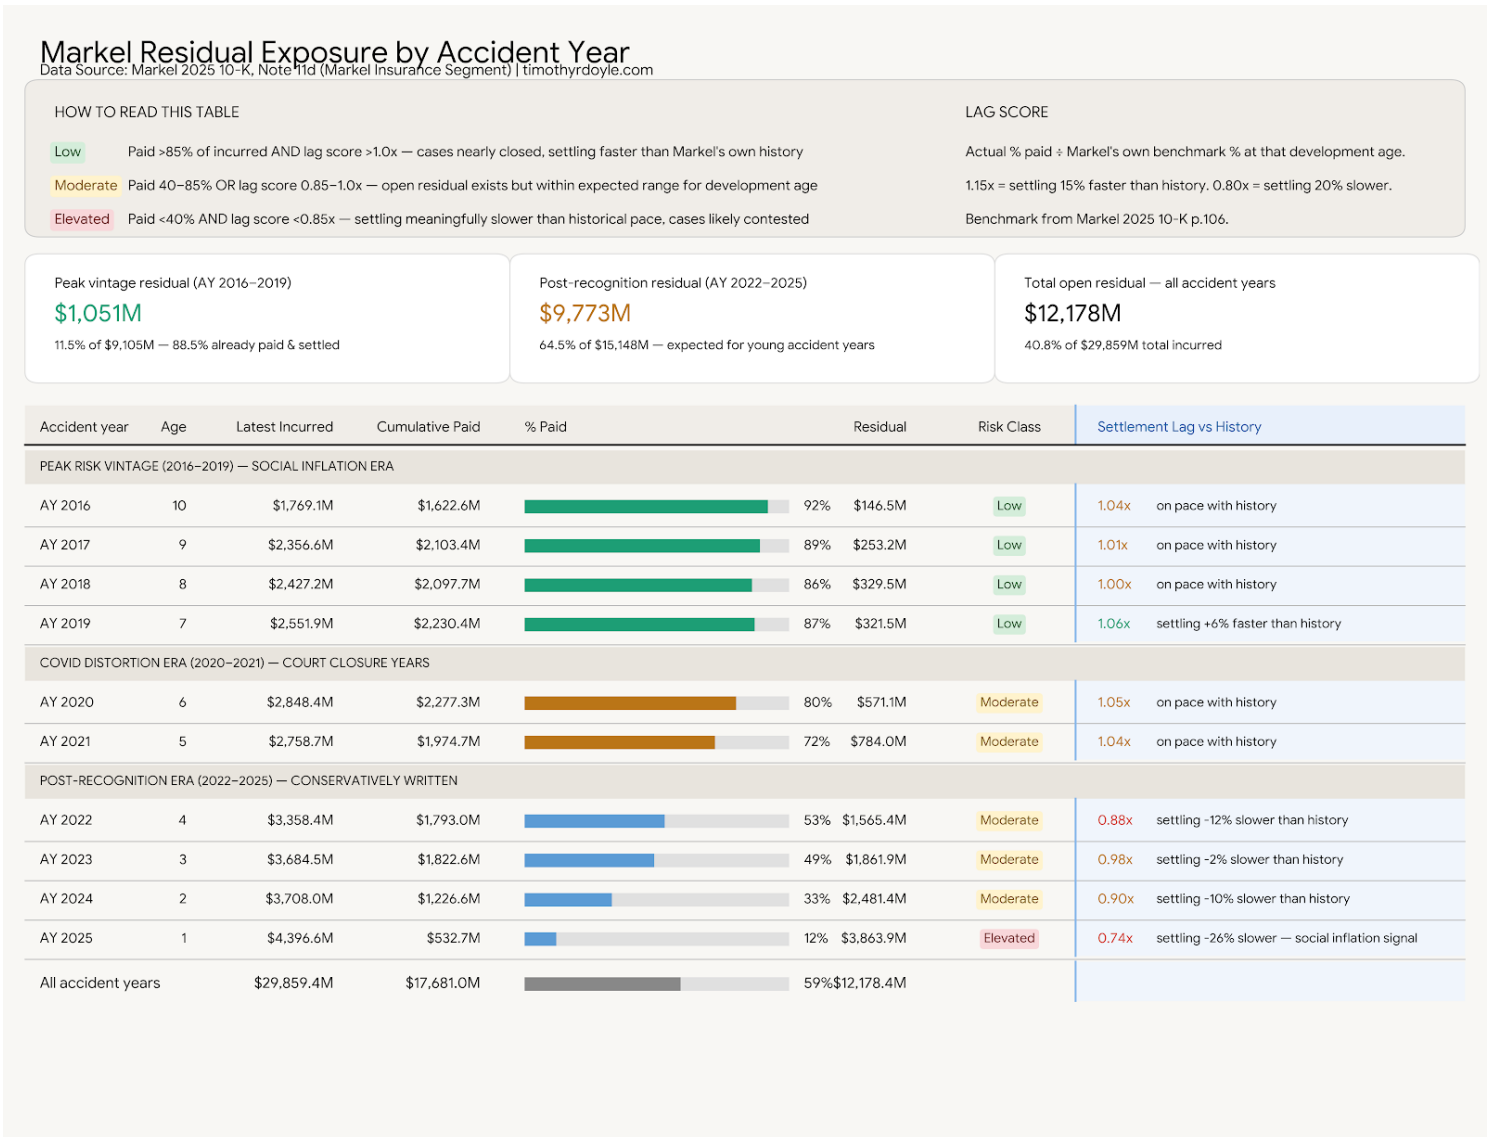 Markel Residual Exposure by Accident Year
Data Source: Markel 2025 10-K, Note 11d (Markel Insurance Segment) | timothyrdoyle.com
HOW TO READ THIS TABLE
Low Paid >85% of incurred AND lag score >1.0x — cases nearly closed, settling faster than Markel's own history
Moderate Paid 40–85% OR lag score 0.85–1.0x — open residual exists but within expected range for development age
Elevated Paid <40% AND lag score <0.85x — settling meaningfully slower than historical pace, cases likely contested
LAG SCORE
Actual % paid ÷ Markel's own benchmark % at that development age.
1.15x = settling 15% faster than history. 0.80x = settling 20% slower.
Benchmark from Markel 2025 10-K p.106.
Peak vintage residual (AY 2016–2019)
$1,051M
11.5% of $9,105M — 88.5% already paid & settled
Post-recognition residual (AY 2022–2025)
$9,773M
64.5% of $15,148M — expected for young accident years
Total open residual — all accident years
$12,178M
40.8% of $29,859M total incurred
Accident year Age Latest Incurred Cumulative Paid % Paid Residual Risk Class Settlement Lag vs History
PEAK RISK VINTAGE (2016–2019) — SOCIAL INFLATION ERA
AY 2016 10 $1,769.1M $1,622.6M 92% $146.5M Low 1.04x on pace with history
AY 2017 9 $2,356.6M $2,103.4M 89% $253.2M Low 1.01x on pace with history
AY 2018 8 $2,427.2M $2,097.7M 86% $329.5M Low 1.00x on pace with history
AY 2019 7 $2,551.9M $2,230.4M 87% $321.5M Low 1.06x settling +6% faster than history
COVID DISTORTION ERA (2020–2021) — COURT CLOSURE YEARS
AY 2020 6 $2,848.4M $2,277.3M 80% $571.1M Moderate 1.05x on pace with history
AY 2021 5 $2,758.7M $1,974.7M 72% $784.0M Moderate 1.04x on pace with history
POST-RECOGNITION ERA (2022–2025) — CONSERVATIVELY WRITTEN
AY 2022 4 $3,358.4M $1,793.0M 53% $1,565.4M Moderate 0.88x settling -12% slower than history
AY 2023 3 $3,684.5M $1,822.6M 49% $1,861.9M Moderate 0.98x settling -2% slower than history
AY 2024 2 $3,708.0M $1,226.6M 33% $2,481.4M Moderate 0.90x settling -10% slower than history
AY 2025 1 $4,396.6M $532.7M 12% $3,863.9M Elevated 0.74x settling -26% slower — social inflation signal
All accident years $29,859.4M $17,681.0M 59% $12,178.4M